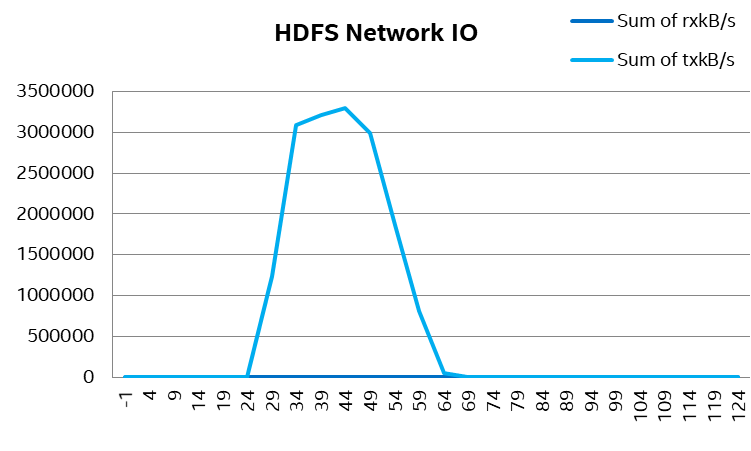 HDFS Network IO
Sum of rxkB/s
Sum of txkB/s
3500000
3000000
2500000
2000000
1500000
1000000
500000
0
-1 4 9 14 19 24 29 34 39 44 49 54 59 64 69 74 79 84 89 94 99 104 109 114 119 124